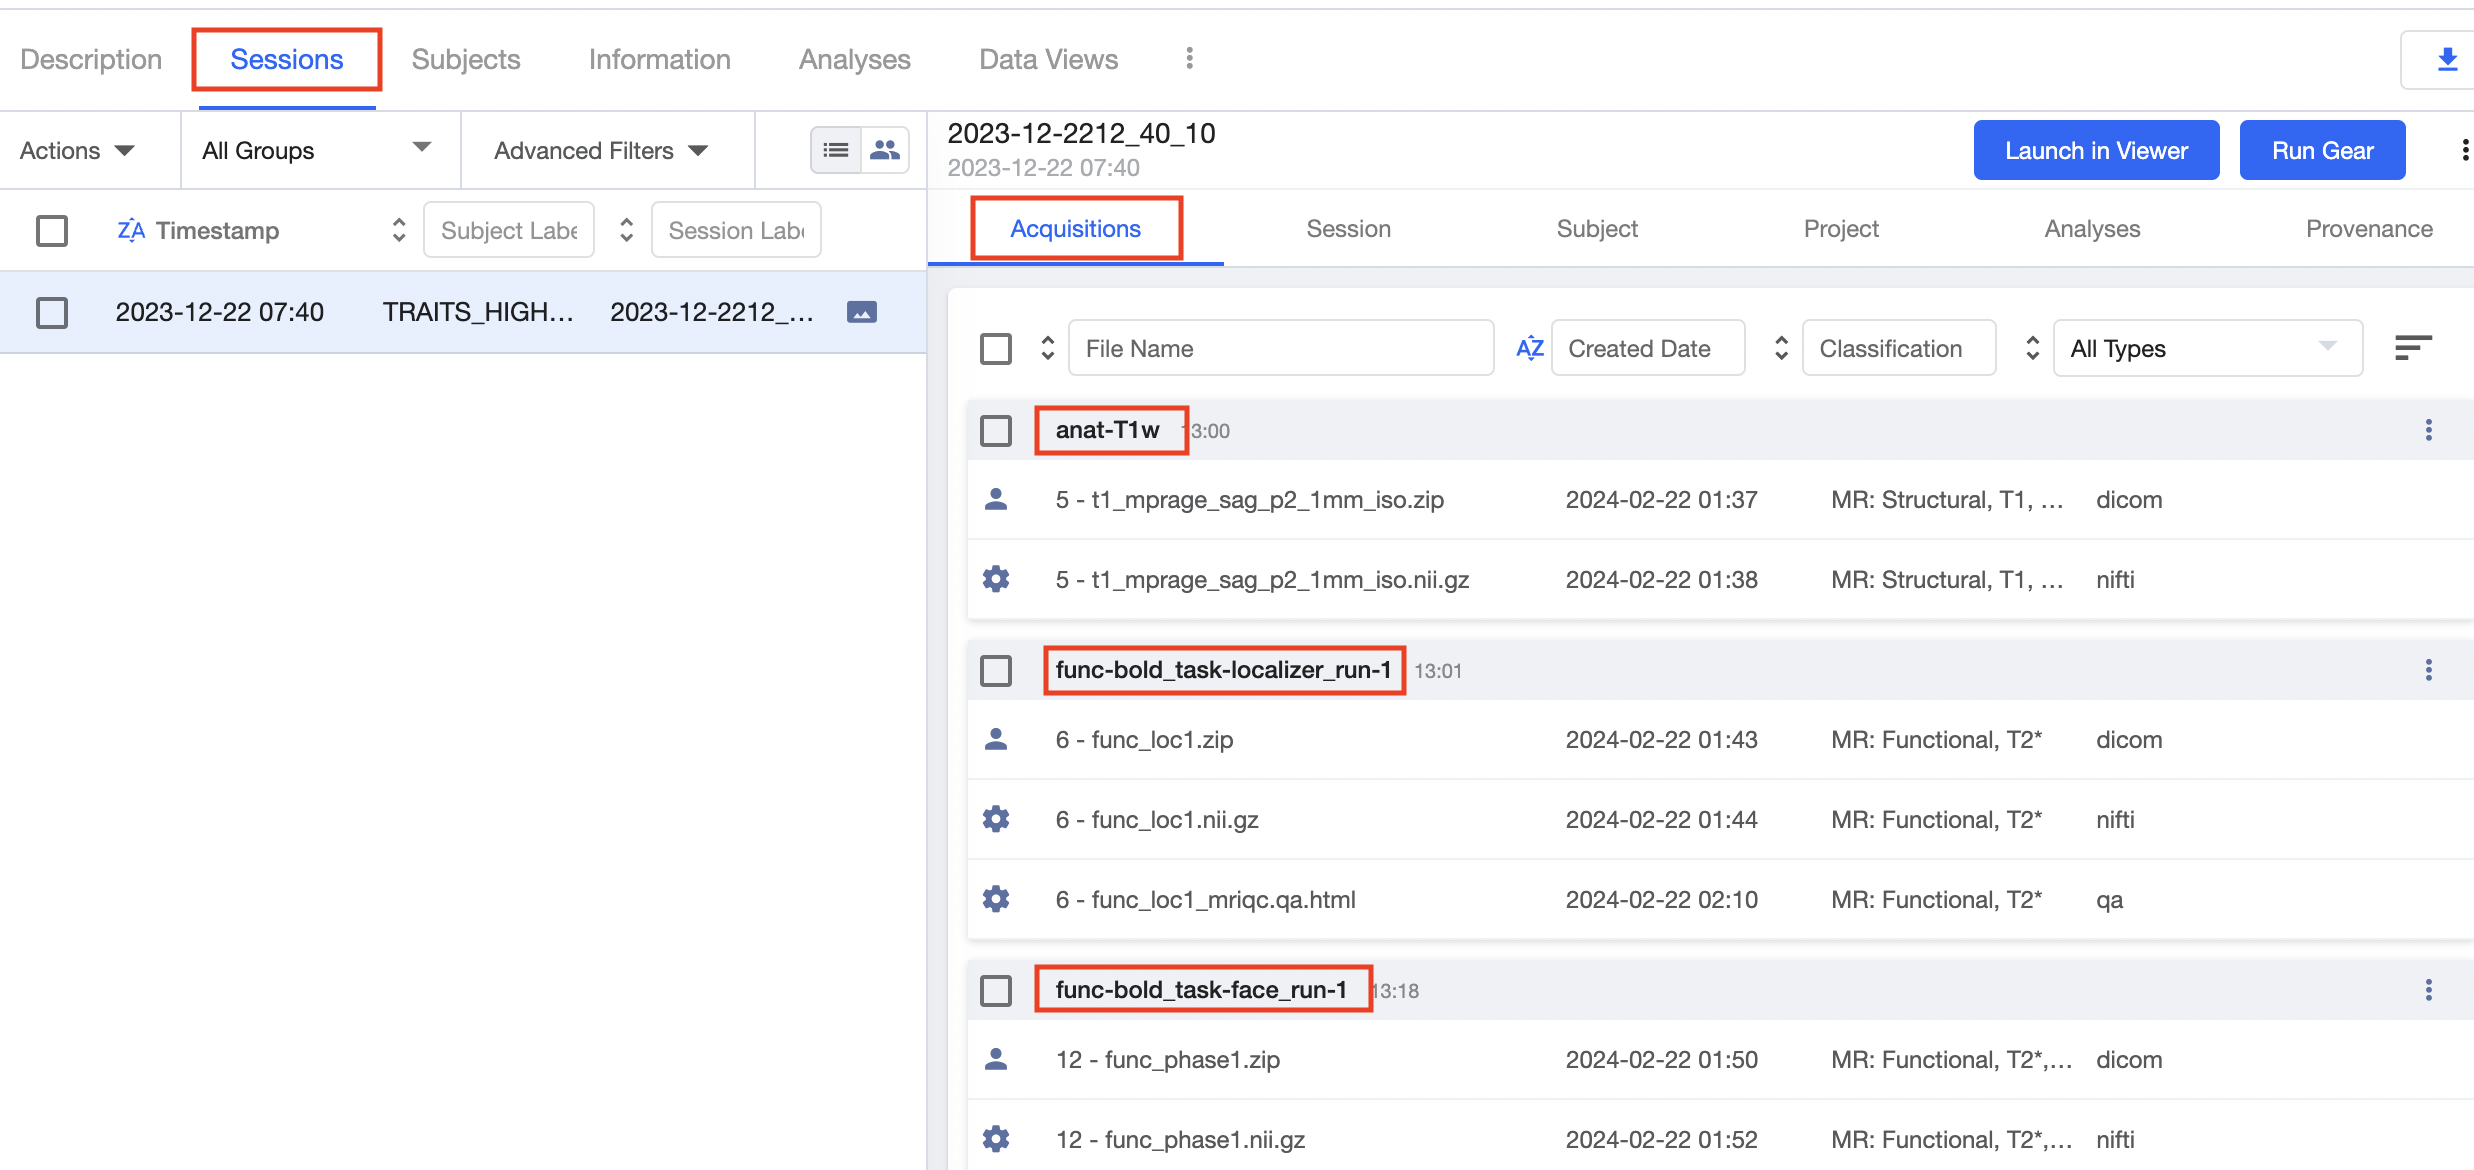 Description Sessions Subjects Information Analyses Data Views
Actions All Groups Advanced Filters
2023-12-2212_40_10
2023-12-22 07:40
Launch in Viewer Run Gear
ZA Timestamp Subject Labe Session Labe
2023-12-22 07:40 TRAITS_HIGH... 2023-12-2212_...
Acquisitions Session Subject Project Analyses Provenance
File Name AZ Created Date Classification All Types
anat-T1w 13:00
5 - t1_mprage_sag_p2_1mm_iso.zip 2024-02-22 01:37 MR: Structural, T1, ... dicom
5 - t1_mprage_sag_p2_1mm_iso.nii.gz 2024-02-22 01:38 MR: Structural, T1, ... nifti
func-bold_task-localizer_run-1 13:01
6 - func_loc1.zip 2024-02-22 01:43 MR: Functional, T2* dicom
6 - func_loc1.nii.gz 2024-02-22 01:44 MR: Functional, T2* nifti
6 - func_loc1_mriqc.qa.html 2024-02-22 02:10 MR: Functional, T2* qa
func-bold_task-face_run-1 13:18
12 - func_phase1.zip 2024-02-22 01:50 MR: Functional, T2*,... dicom
12 - func_phase1.nii.gz 2024-02-22 01:52 MR: Functional, T2*,... nifti